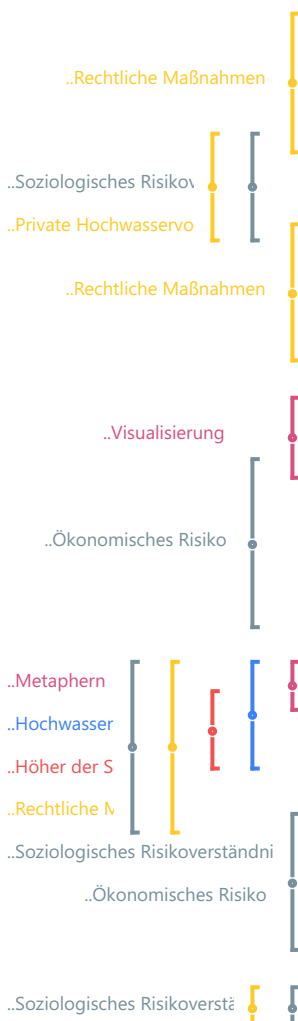 ..Rechtliche Maßnahmen
..Soziologisches Risikov
..Private Hochwasservo
..Rechtliche Maßnahmen
..Visualisierung
..Ökonomisches Risiko
..Metaphern
..Hochwasser
..Höher der S
..Rechtliche M
..Soziologisches Risikoverständni
..Ökonomisches Risiko
..Soziologisches Risikoverstä